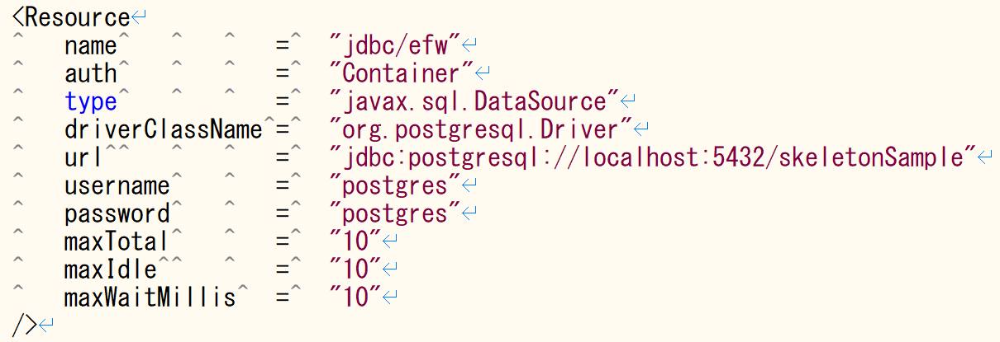 <Resource
	name				=	"jdbc/efw"
	auth				=	"Container"
	type				=	"javax.sql.DataSource"
	driverClassName	=	"org.postgresql.Driver"
	url					=	"jdbc:postgresql://localhost:5432/skeletonSample"
	username			=	"postgres"
	password			=	"postgres"
	maxTotal			=	"10"
	maxIdle			=	"10"
	maxWaitMillis	=	"10"
/>